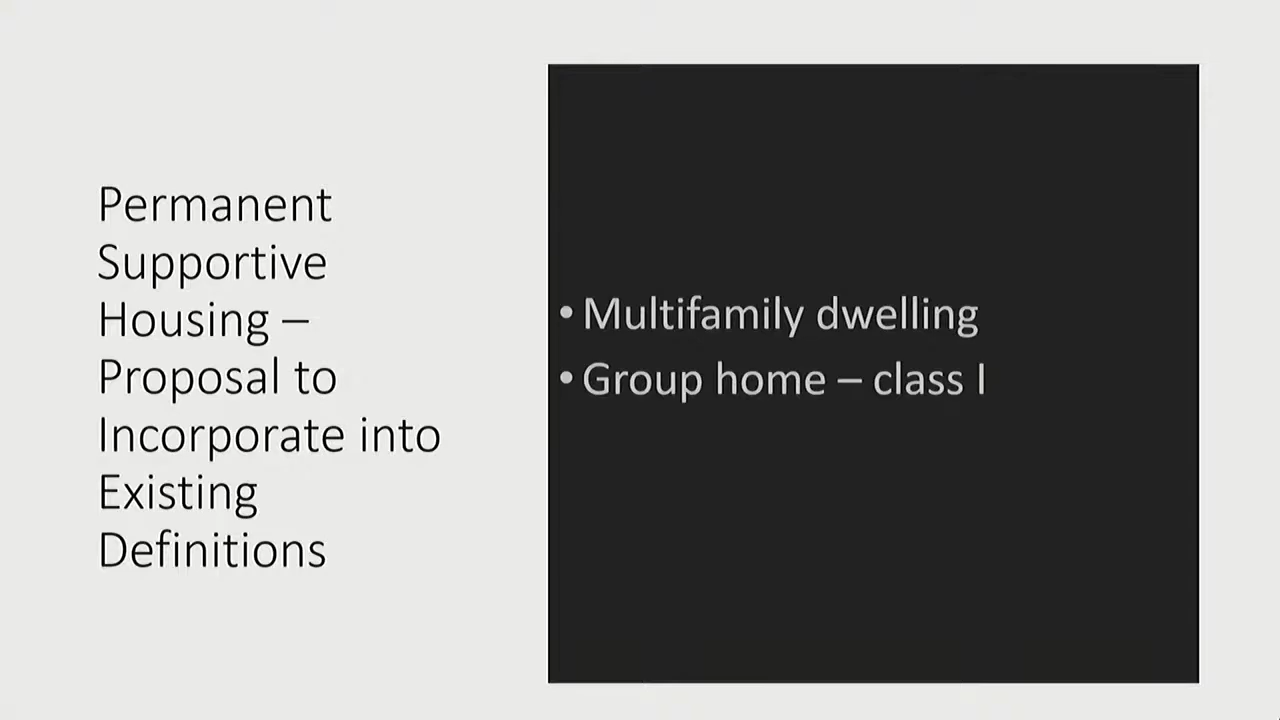 Permanent
Supportive
Housing –
Proposal to
Incorporate into
Existing
Definitions
• Multifamily dwelling
• Group home – class I